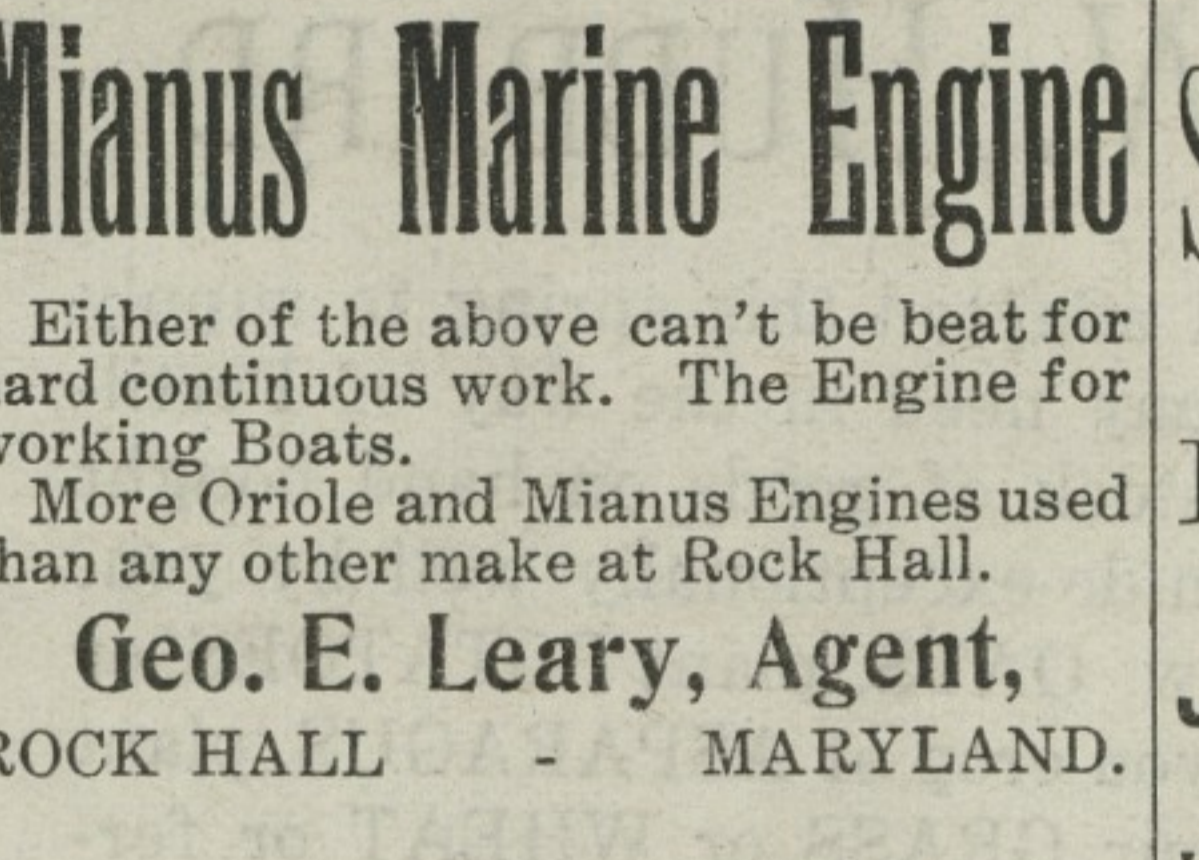 Mianus Marine Engine
Either of the above can't be beat for
ard continuous work. The Engine for
vorking Boats.
More Oriole and Mianus Engines used
han any other make at Rock Hall.
Geo. E. Leary, Agent,
ROCK HALL - MARYLAND.